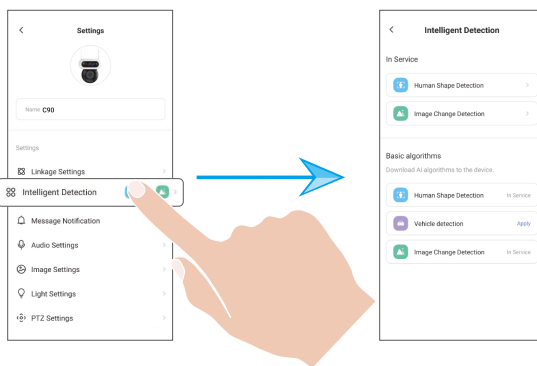 Settings
Name C90
Settings
Linkage Settings
Intelligent Detection
Message Notification
Audio Settings
Image Settings
Light Settings
PTZ Settings
Intelligent Detection
In Service
Human Shape Detection
Image Change Detection
Basic algorithms
Download AI algorithms to the device.
Human Shape Detection In Service
Vehicle detection Apply
Image Change Detection In Service